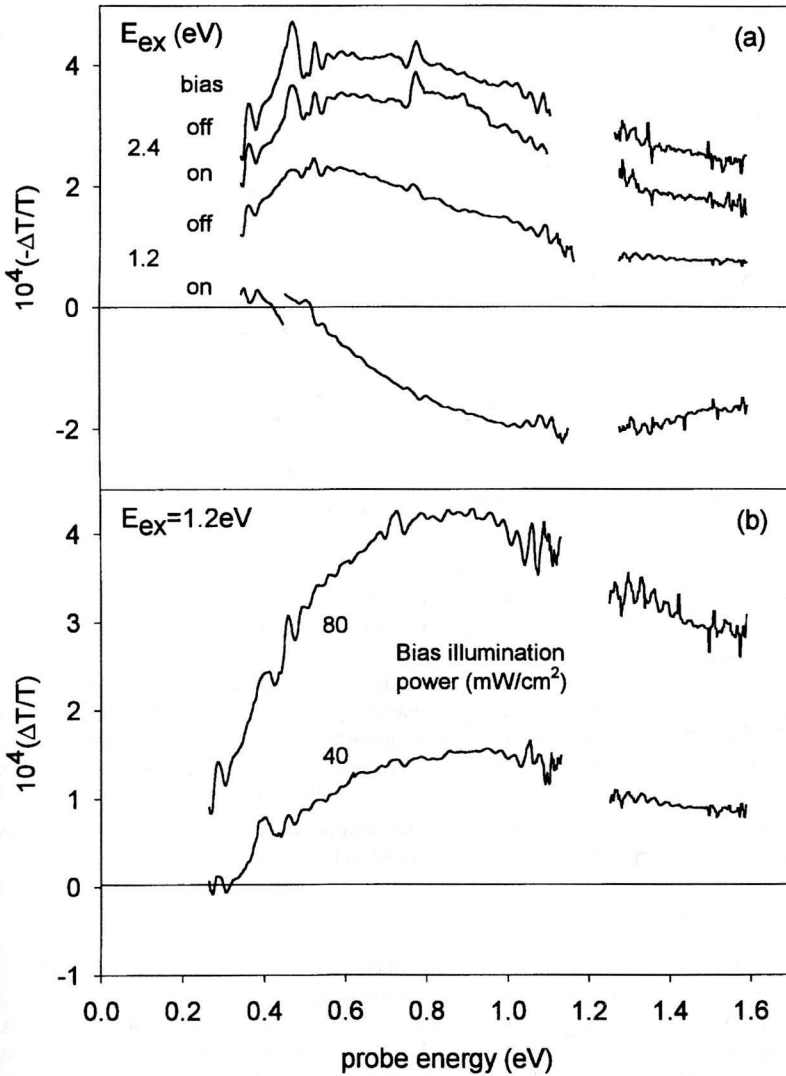 E_ex (eV)
(a)
bias
off
2.4
on
off
1.2
on
4
2
0
-2
10^4(-ΔT/T)
E_ex=1.2eV
(b)
80
Bias illumination
power (mW/cm^2)
40
4
3
2
1
0
-1
10^4(ΔT/T)
0.0 0.2 0.4 0.6 0.8 1.0 1.2 1.4 1.6
probe energy (eV)